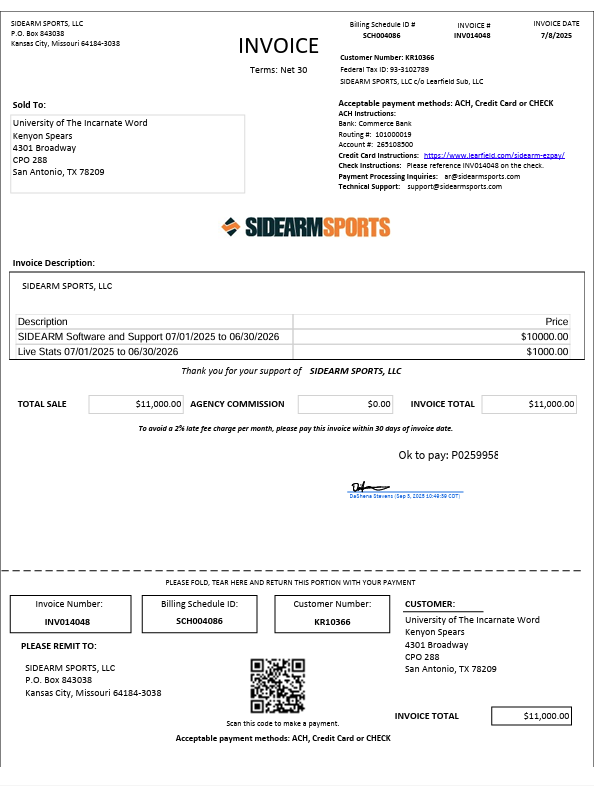 SIDEARM SPORTS, LLC
P.O. Box 843038
Kansas City, Missouri 64184-3038
INVOICE
Terms: Net 30
Billing Schedule ID #
SCH004086
INVOICE #
INV014048
INVOICE DATE
7/8/2025
Customer Number: KR10366
Federal Tax ID: 93-3102789
SIDEARM SPORTS, LLC c/o Learfield Sub, LLC
Sold To:
University of The Incarnate Word
Kenyon Spears
4301 Broadway
CPO 288
San Antonio, TX 78209
Acceptable payment methods: ACH, Credit Card or CHECK
ACH Instructions:
Bank: Commerce Bank
Routing #: 101000019
Account #: 265108500
Credit Card Instructions: https://www.learfield.com/sidearm-ezpay/
Check Instructions: Please reference INV014048 on the check.
Payment Processing Inquiries: ar@sidearmsports.com
Technical Support: support@sidearmsports.com
SIDEARMSPORTS
Invoice Description:
SIDEARM SPORTS, LLC
Description Price
SIDEARM Software and Support 07/01/2025 to 06/30/2026 $10000.00
Live Stats 07/01/2025 to 06/30/2026 $1000.00
Thank you for your support of SIDEARM SPORTS, LLC
TOTAL SALE $11,000.00 AGENCY COMMISSION $0.00 INVOICE TOTAL $11,000.00
To avoid a 2% late fee charge per month, please pay this invoice within 30 days of invoice date.
Ok to pay: P0259958
DaShena Stevens (Sep 3, 2025 10:49:59 CDT)
PLEASE FOLD, TEAR HERE AND RETURN THIS PORTION WITH YOUR PAYMENT
Invoice Number:
INV014048
Billing Schedule ID:
SCH004086
Customer Number:
KR10366
CUSTOMER:
University of The Incarnate Word
Kenyon Spears
4301 Broadway
CPO 288
San Antonio, TX 78209
PLEASE REMIT TO:
SIDEARM SPORTS, LLC
P.O. Box 843038
Kansas City, Missouri 64184-3038
Scan this code to make a payment.
INVOICE TOTAL $11,000.00
Acceptable payment methods: ACH, Credit Card or CHECK